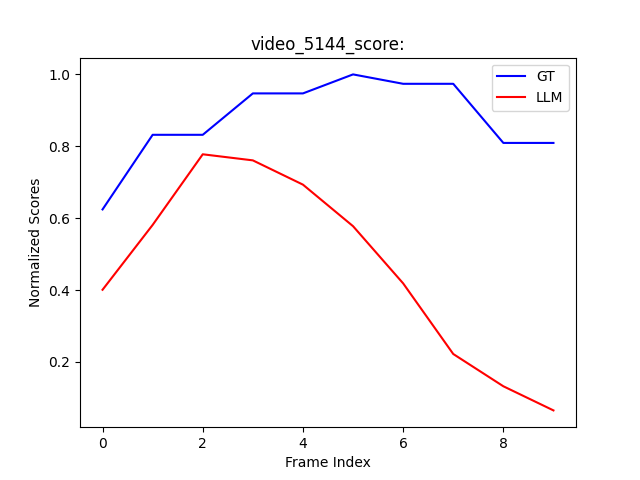 video_5144_score:
GT
LLM
Normalized Scores
1.0
0.8
0.6
0.4
0.2
0 2 4 6 8
Frame Index